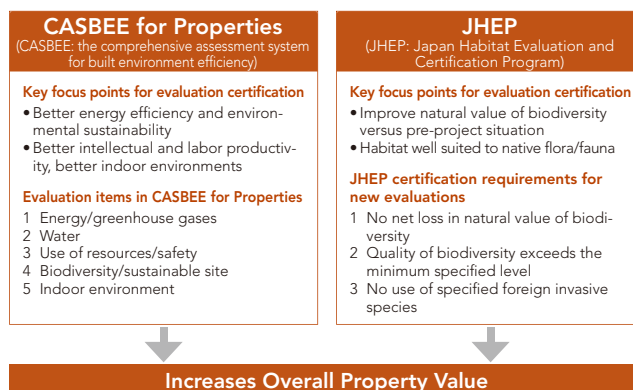 CASBEE for Properties
(CASBEE: the comprehensive assessment system
for built environment efficiency)
Key focus points for evaluation certification
• Better energy efficiency and environ-
mental sustainability
• Better intellectual and labor productiv-
ity, better indoor environments
Evaluation items in CASBEE for Properties
1 Energy/greenhouse gases
2 Water
3 Use of resources/safety
4 Biodiversity/sustainable site
5 Indoor environment
JHEP
(JHEP: Japan Habitat Evaluation and
Certification Program)
Key focus points for evaluation certification
• Improve natural value of biodiversity
versus pre-project situation
• Habitat well suited to native flora/fauna
JHEP certification requirements for
new evaluations
1 No net loss in natural value of biodi-
versity
2 Quality of biodiversity exceeds the
minimum specified level
3 No use of specified foreign invasive
species
Increases Overall Property Value